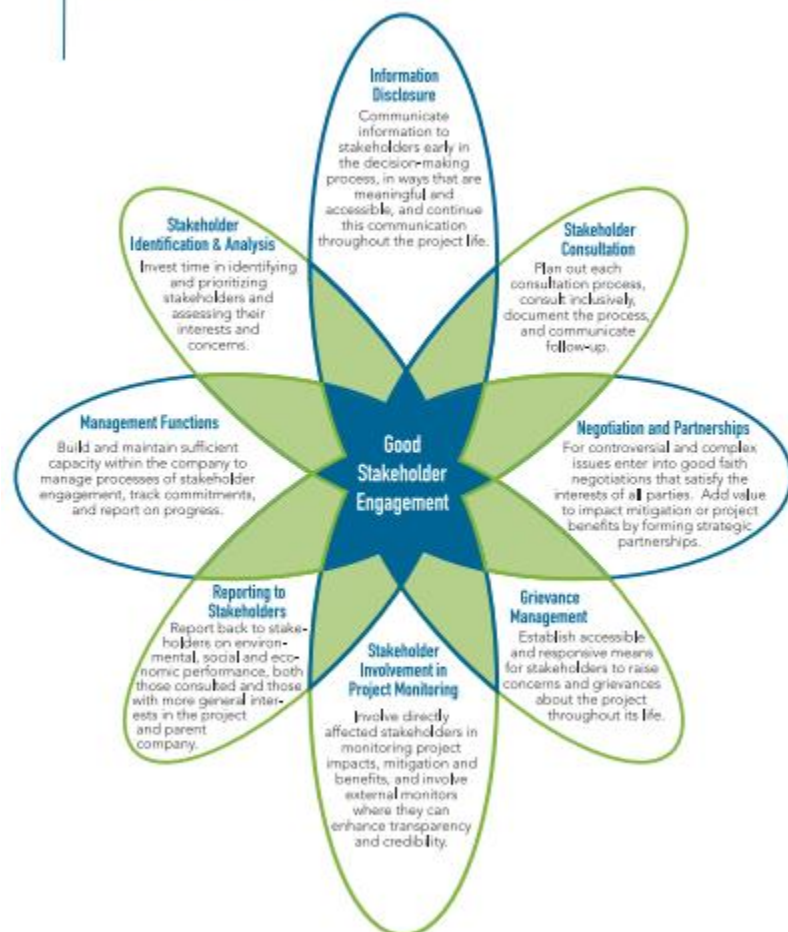 Information
Disclosure
Communicate
information to
stakeholders early in
the decision-making
process, in ways that are
meaningful and
accessible, and continue
this communication
throughout the project life.
Stakeholder
Consultation
Plan out each
consultation process,
consult inclusively,
document the process,
and communicate
follow-up.
Negotiation and Partnerships
For controversial and complex
issues enter into good faith
negotiations that satisfy the
interests of all parties. Add value
to impact mitigation or project
benefits by forming strategic
partnerships.
Grievance
Management
Establish accessible
and responsive means
for stakeholders to raise
concerns and grievances
about the project
throughout its life.
Stakeholder
Involvement in
Project Monitoring
Involve directly
affected stakeholders in
monitoring project
impacts, mitigation and
benefits, and involve
external monitors
where they can
enhance transparency
and credibility.
Reporting to
Stakeholders
Report back to stake-
holders on environ-
mental, social and eco-
nomic performance, both
those consulted and those
with more general inter-
ests in the project
and parent
company.
Management Functions
Build and maintain sufficient
capacity within the company to
manage processes of stakeholder
engagement, track commitments,
and report on progress.
Stakeholder
Identification & Analysis
Invest time in identifying
and prioritizing
stakeholders and
assessing their
interests and
concerns.
Good
Stakeholder
Engagement